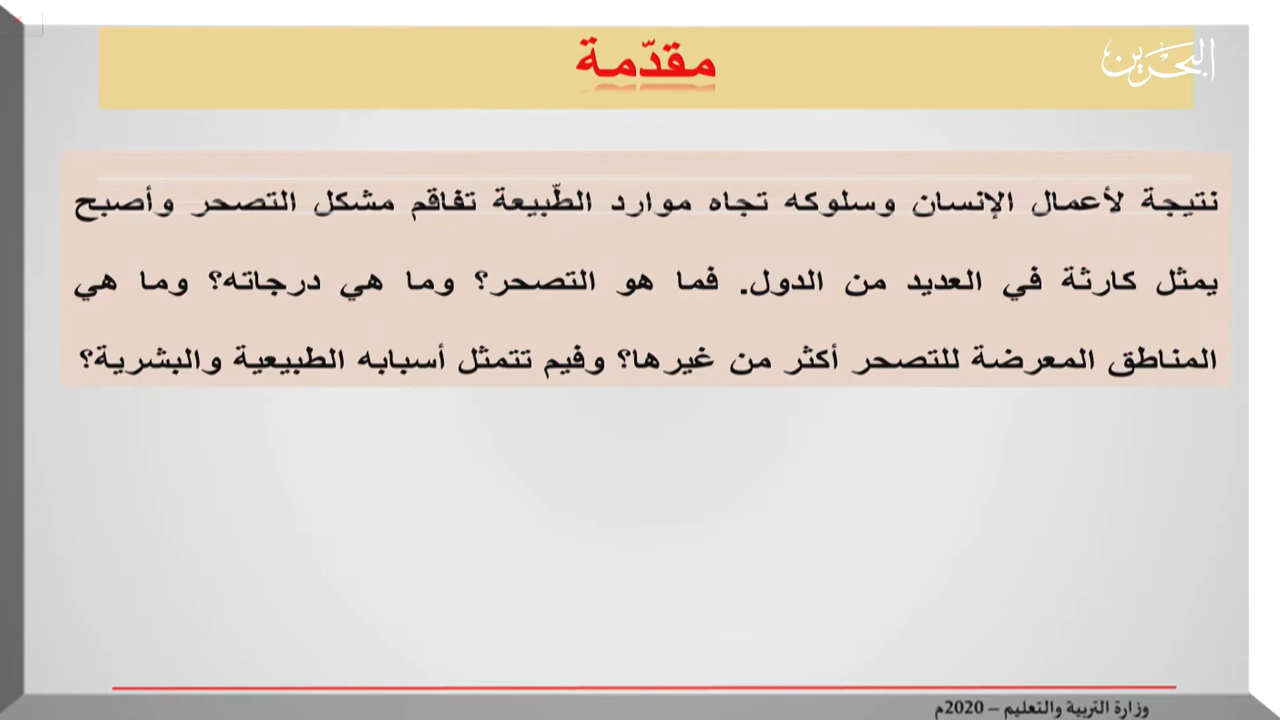 مقدّمة
البحرين
نتيجة لأعمال الإنسان وسلوكه تجاه موارد الطّبيعة تفاقم مشكل التصحر وأصبح
يمثل كارثة في العديد من الدول. فما هو التصحر؟ وما هي درجاته؟ وما هي
المناطق المعرضة للتصحر أكثر من غيرها؟ وفيم تتمثل أسبابه الطبيعية والبشرية؟
وزارة التربية والتعليم – 2020م